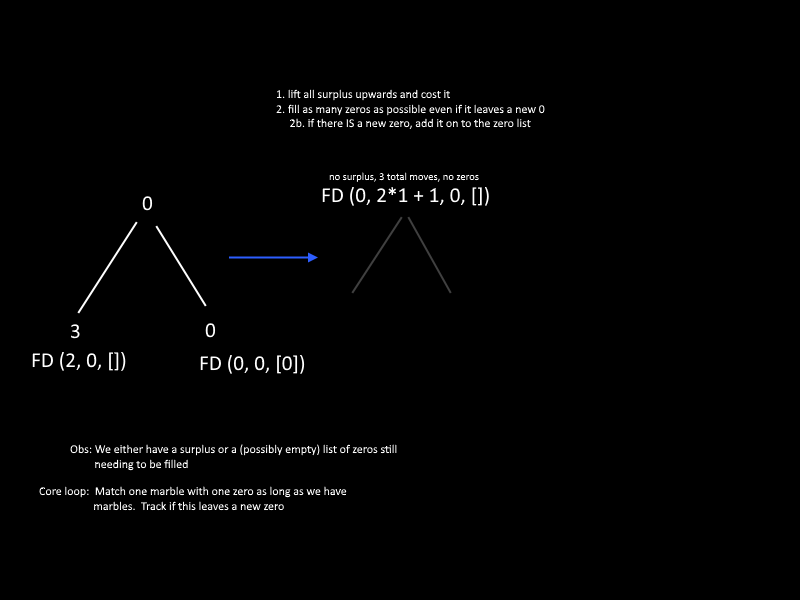 1. lift all surplus upwards and cost it
2. fill as many zeros as possible even if it leaves a new 0
2b. If there IS a new zero, add it on to the zero list
no surplus, 3 total moves, no zeros
FD (0, 2*1 + 1, 0, [])
0
3
0
FD (2, 0, [])
FD (0, 0, [0])
Obs: We either have a surplus or a (possibly empty) list of zeros still
needing to be filled
Core loop: Match one marble with one zero as long as we have
marbles. Track if this leaves a new zero